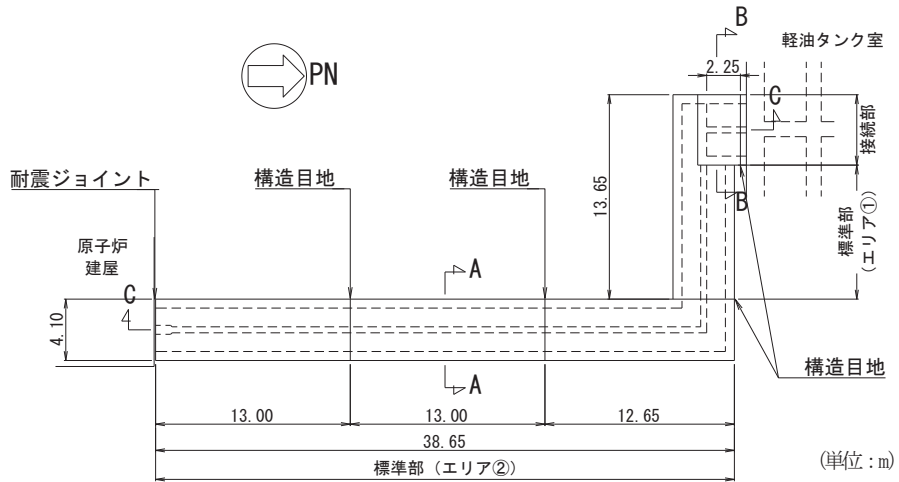 B
軽油タンク室
PN
2.25
C
接続部
耐震ジョイント
構造目地
構造目地
13.65
B
標準部
(エリア①)
原子炉
建屋
A
C
4.10
構造目地
A
13.00
13.00
12.65
38.65
標準部（エリア②）
(単位：m)